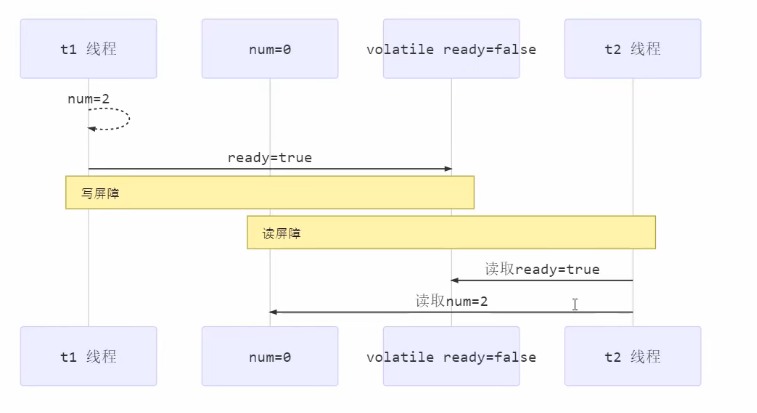 t1 线程
num=0
volatile ready=false
t2 线程
num=2
ready=true
写屏障
读屏障
读取ready=true
读取num=2
t1 线程
num=0
volatile ready=false
t2 线程